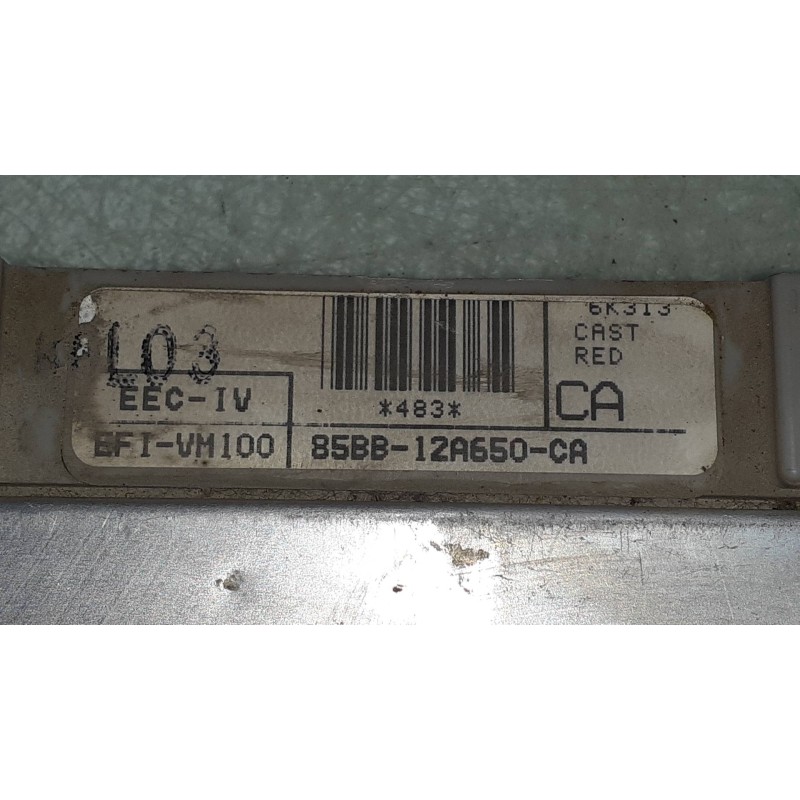 6K313
CAST
RED
L03
EEC-IV
*483*
CA
EFI-VM100
85BB-12A650-CA